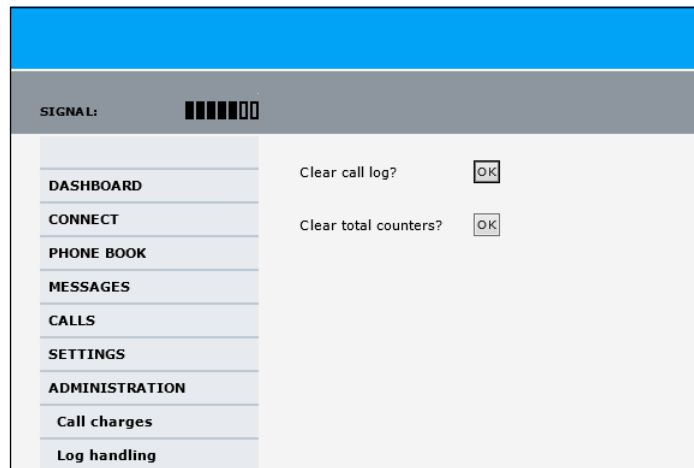 SIGNAL:
DASHBOARD
CONNECT
PHONE BOOK
MESSAGES
CALLS
SETTINGS
ADMINISTRATION
Call charges
Log handling
Clear call log? OK
Clear total counters? OK